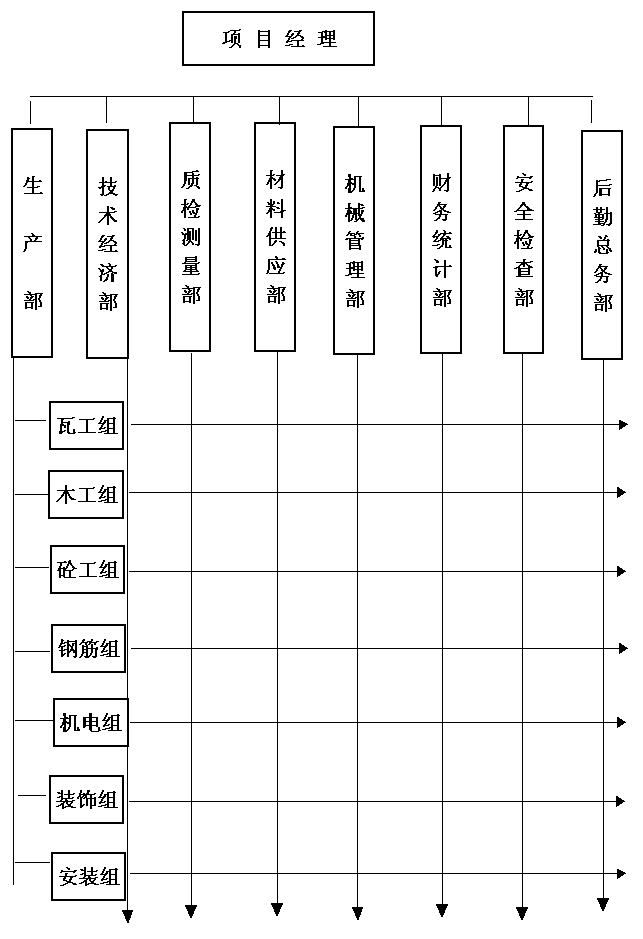 项目经理
生产部
技术经济部
质检测量部
材料供应部
机械管理部
财务统计部
安全检查部
后勤总务部
瓦工组
木工组
砼工组
钢筋组
机电组
装饰组
安装组